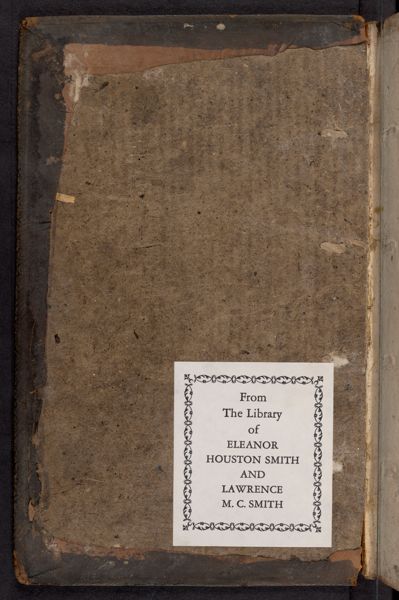 From
The Library
of
ELEANOR
HOUSTON SMITH
AND
LAWRENCE
M. C. SMITH